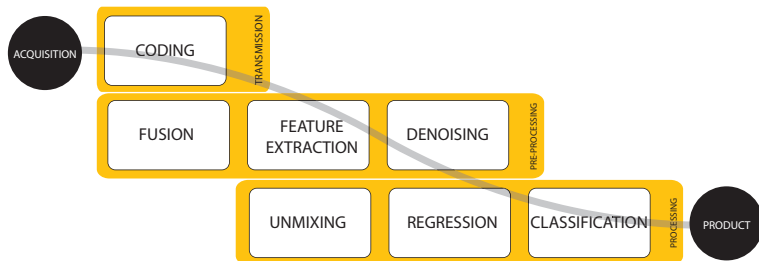 ACQUISITION
CODING
TRANSMISSION
FUSION
FEATURE
EXTRACTION
DENOISING
PRE-PROCESSING
UNMIXING
REGRESSION
CLASSIFICATION
PROCESSING
PRODUCT